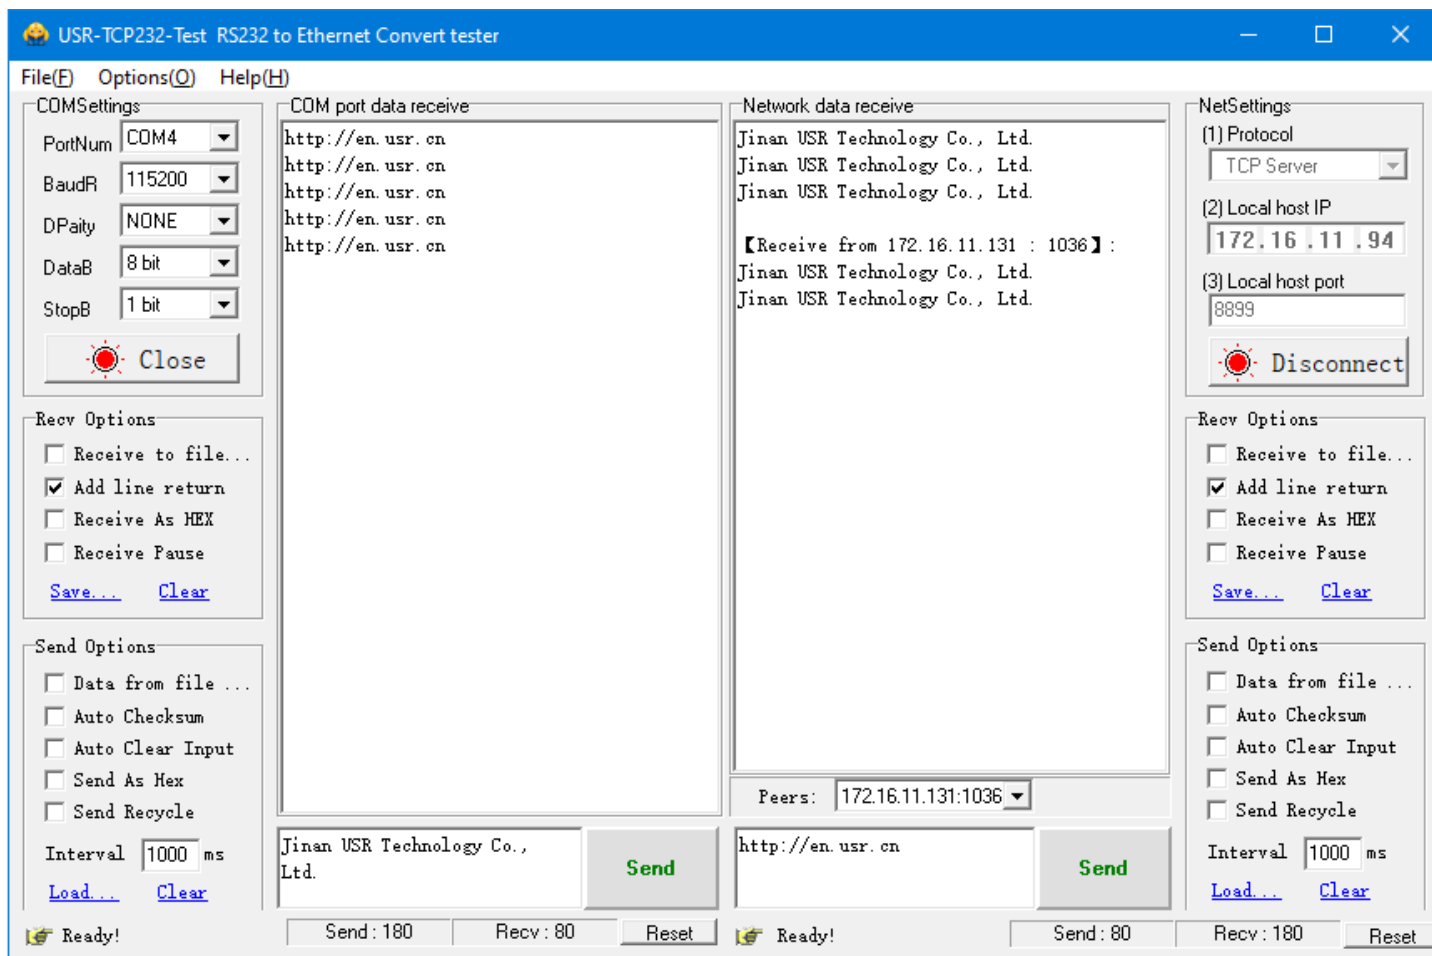 USR-TCP232-Test RS232 to Ethernet Convert tester
File(F) Options(O) Help(H)
COMSettings
PortNum COM4
BaudR 115200
DPaity NONE
DataB 8 bit
StopB 1 bit
Close
Recv Options
Receive to file...
Add line return
Receive As HEX
Receive Pause
Save... Clear
Send Options
Data from file ...
Auto Checksum
Auto Clear Input
Send As Hex
Send Recycle
Interval 1000 ms
Load... Clear
COM port data receive
http://en.usr.cn
http://en.usr.cn
http://en.usr.cn
http://en.usr.cn
http://en.usr.cn
Jinan USR Technology Co.,
Ltd.
Send
Network data receive
Jinan USR Technology Co., Ltd.
Jinan USR Technology Co., Ltd.
Jinan USR Technology Co., Ltd.
【Receive from 172.16.11.131 : 1036】:
Jinan USR Technology Co., Ltd.
Jinan USR Technology Co., Ltd.
Peers: 172.16.11.131:1036
http://en.usr.cn
Send
NetSettings
(1) Protocol
TCP Server
(2) Local host IP
172.16.11.94
(3) Local host port
8899
Disconnect
Recv Options
Receive to file...
Add line return
Receive As HEX
Receive Pause
Save... Clear
Send Options
Data from file ...
Auto Checksum
Auto Clear Input
Send As Hex
Send Recycle
Interval 1000 ms
Load... Clear
Ready! Send : 180 Recv : 80 Reset
Ready! Send : 80 Recv : 180 Reset